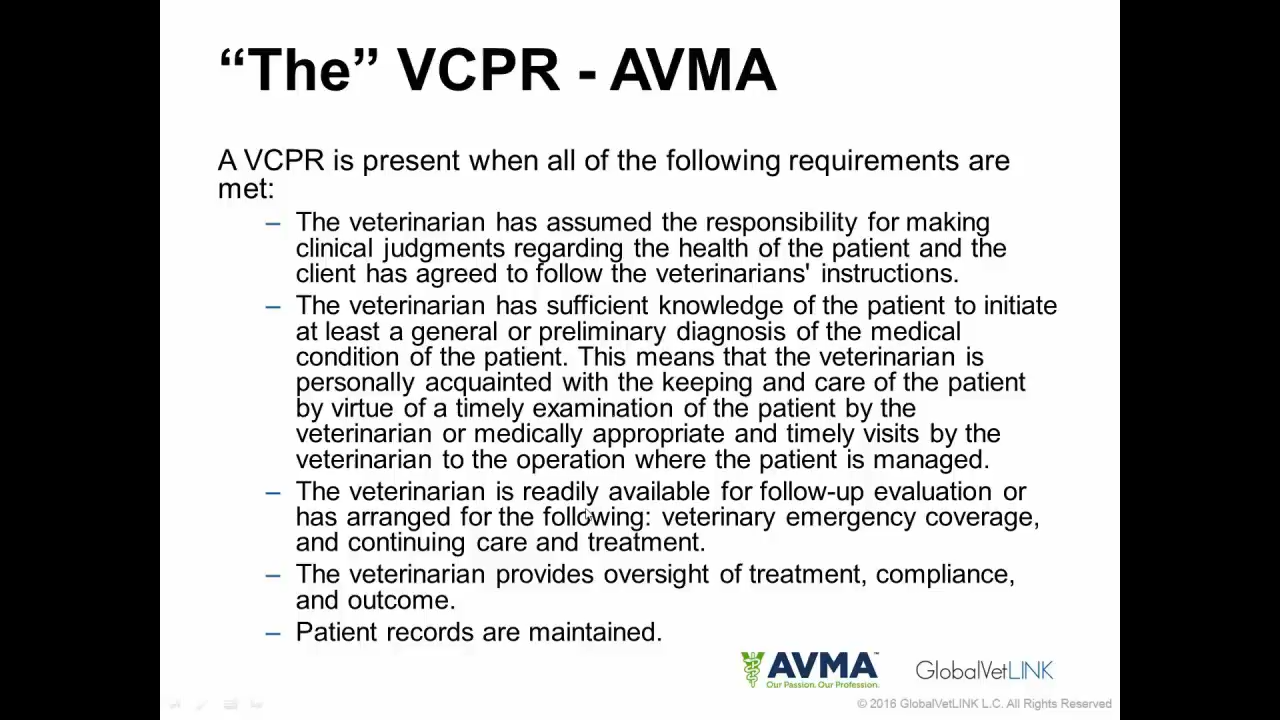 “The” VCPR - AVMA
A VCPR is present when all of the following requirements are
met:
– The veterinarian has assumed the responsibility for making
clinical judgments regarding the health of the patient and the
client has agreed to follow the veterinarians' instructions.
– The veterinarian has sufficient knowledge of the patient to initiate
at least a general or preliminary diagnosis of the medical
condition of the patient. This means that the veterinarian is
personally acquainted with the keeping and care of the patient
by virtue of a timely examination of the patient by the
veterinarian or medically appropriate and timely visits by the
veterinarian to the operation where the patient is managed.
– The veterinarian is readily available for follow-up evaluation or
has arranged for the following: veterinary emergency coverage,
and continuing care and treatment.
– The veterinarian provides oversight of treatment, compliance,
and outcome.
– Patient records are maintained.
AVMA™
Our Passion. Our Profession.
GlobalVetLINK
© 2016 GlobalVetLINK L.C. All Rights Reserved